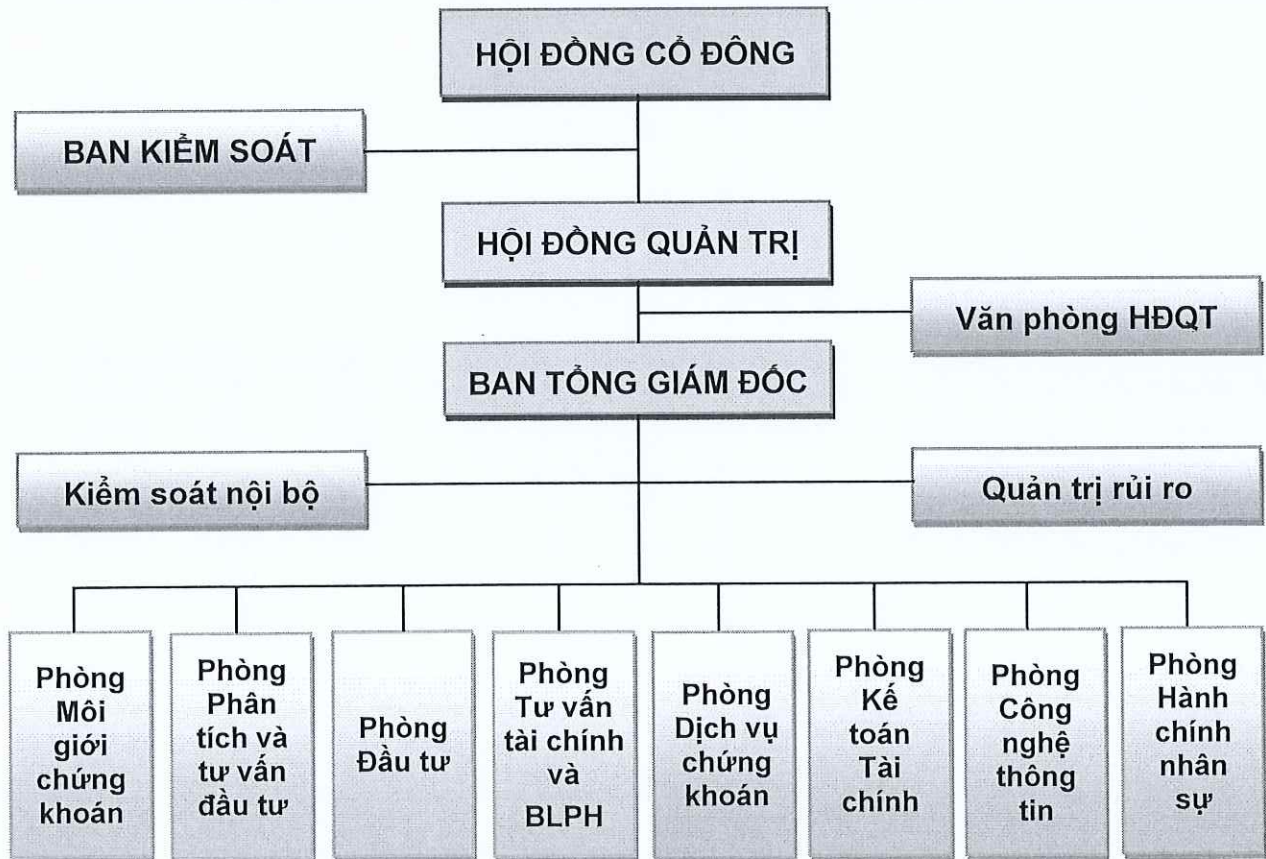 HỘI ĐỒNG CỔ ĐÔNG
BAN KIỂM SOÁT
HỘI ĐỒNG QUẢN TRỊ
Văn phòng HĐQT
BAN TỔNG GIÁM ĐỐC
Kiểm soát nội bộ
Quản trị rủi ro
Phòng
Môi
giới
chứng
khoán
Phòng
Phân
tích và
tư vấn
đầu tư
Phòng
Đầu tư
Phòng
Tư vấn
tài chính
và
BLPH
Phòng
Dịch vụ
chứng
khoán
Phòng
Kế
toán
Tài
chính
Phòng
Công
nghệ
thông
tin
Phòng
Hành
chính
nhân
sự